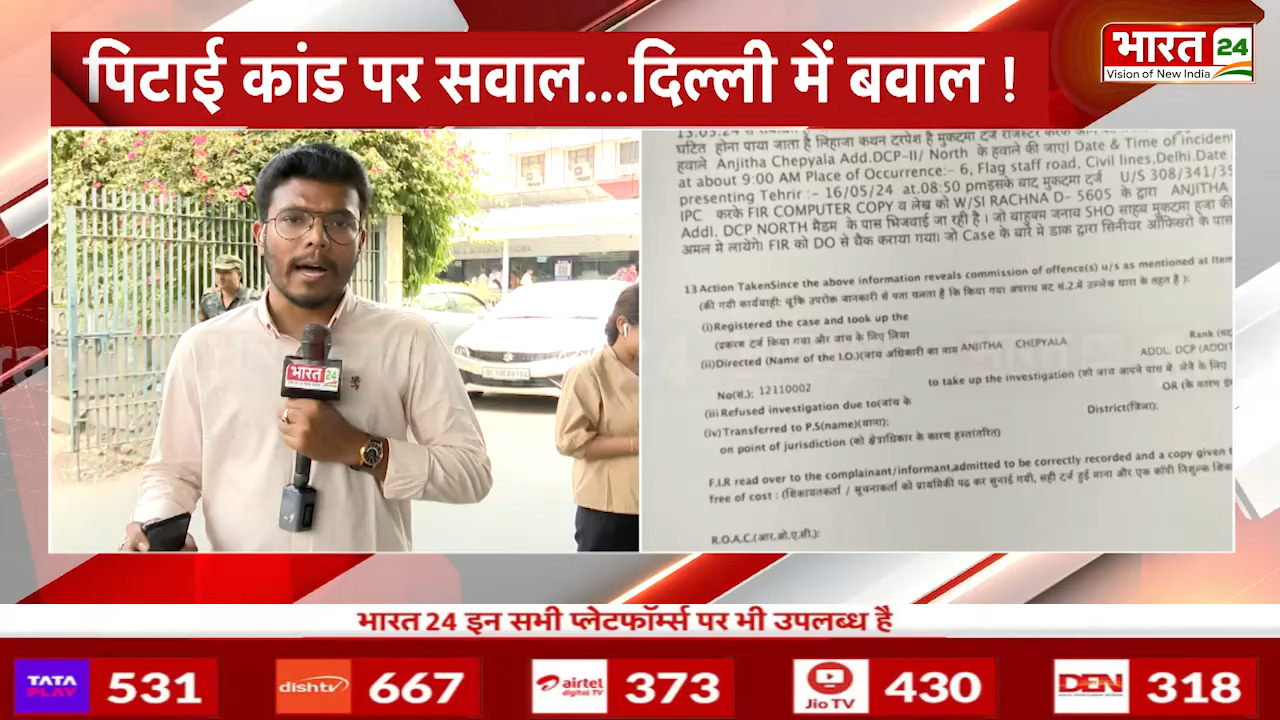 पिटाई कांड पर सवाल...दिल्ली में बवाल !
भारत 24
Vision of New India
घटित होना पाया जाता है लिहाजा कथन दरपेश है मुकदमा दर्ज रजिस्टर करके
हवाले Anjitha Chepyala Add.DCP-II/ North के हवाले की जाए। Date & Time of incident
at about 9:00 AM Place of Occurrence:- 6, Flag staff road, Civil lines,Delhi.Date
presenting Tehrir :- 16/05/24 at.08:50 pmइसके बाद मुकदमा दर्ज U/S 308/341/35
IPC करके FIR COMPUTER COPY व लेख को W/SI RACHNA D- 5605 के द्वारा ANJITHA
Addl. DCP NORTH मैडम के पास भिजवाई जा रही है । जो बाहुक्म जनाब SHO साहब मुकदमा हजा की
अमल मे लायेगे। FIR को DO से चैक कराया गया। जो Case के बारे मे डाक द्वारा सिनीयर ऑफिसरो के पास
13 Action TakenSince the above information reveals commission of offence(s) u/s as mentioned at Item
(की गयी कार्यवाही: चूंकि उपरोक्त जानकारी से पता चलता है कि किया गया अपराध मद सं.2.में उल्लेख धारा के तहत है ):
(i)Registered the case and took up the
(प्रकरण दर्ज किया गया और जांच के लिए लिया
(ii)Directed (Name of the I.O.)(जांच अधिकारी का नाम ANJITHA CHEPYALA Rank (पद
ADDL. DCP (ADDIT
No(सं.): 12110002 to take up the investigation (को जांच आपने पास में लेने के लिए
(iii Refused investigation due to(जांच के OR (के कारण इं
(iv)Transferred to P.S(name)(थाना): District(जिला):
on point of jurisdiction (को क्षेत्राधिकार के कारण हस्तांतरित)
F.I.R read over to the complainant/informant,admitted to be correctly recorded and a copy given
free of cost : (शिकायतकर्ता / सूचनाकर्ता को प्राथमिकी पढ़ कर सुनाई गयी, सही दर्ज हुई माना और एक कॉपी निशुल्क शिक
R.O.A.C.(आर.ओ.ए.सी.):
भारत 24
भारत 24 इन सभी प्लेटफॉर्म्स पर भी उपलब्ध है
TATA PLAY 531 dishtv 667 airtel digital TV 373 JioTV 430 DEN 318